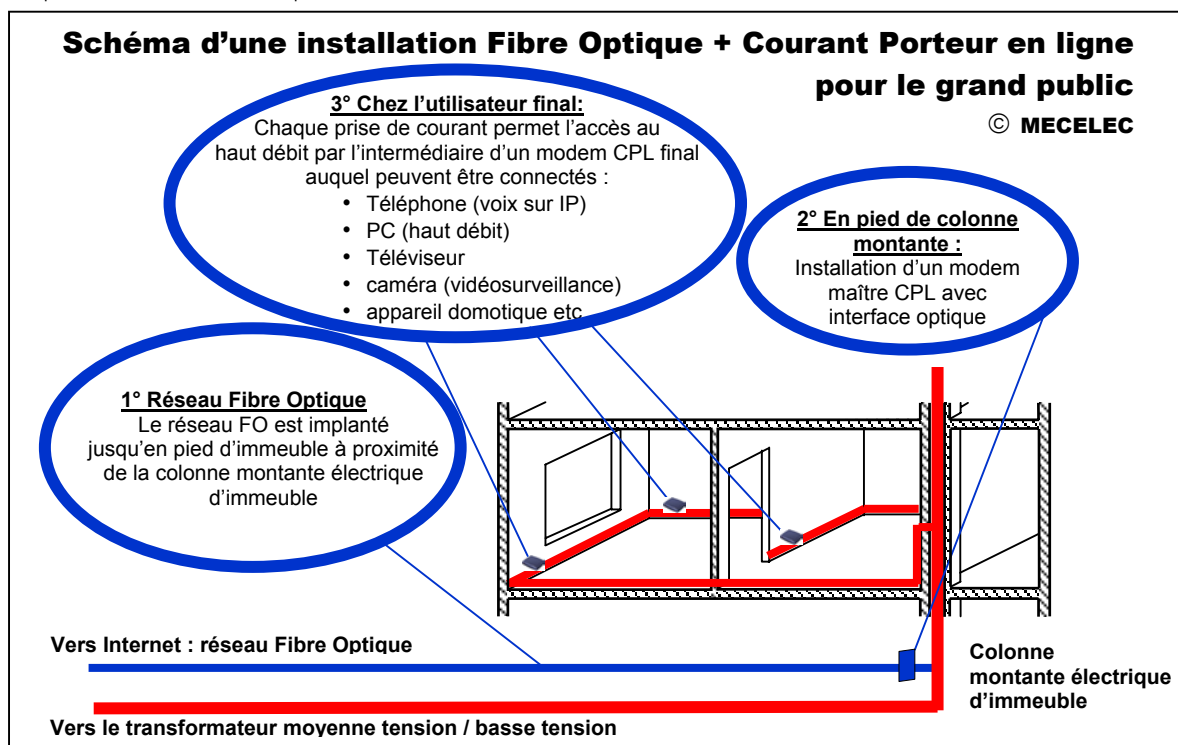 Schéma d'une installation Fibre Optique + Courant Porteur en ligne
pour le grand public
© MECELEC
3° Chez l'utilisateur final:
Chaque prise de courant permet l'accès au
haut débit par l'intermédiaire d'un modem CPL final
auquel peuvent être connectés :
• Téléphone (voix sur IP)
• PC (haut débit)
• Téléviseur
• caméra (vidéosurveillance)
• appareil domotique etc
2° En pied de colonne
montante :
Installation d'un modem
maître CPL avec
interface optique
1° Réseau Fibre Optique
Le réseau FO est implanté
jusqu'en pied d'immeuble à proximité
de la colonne montante électrique
d'immeuble
Vers Internet : réseau Fibre Optique
Colonne
montante électrique
d'immeuble
Vers le transformateur moyenne tension / basse tension